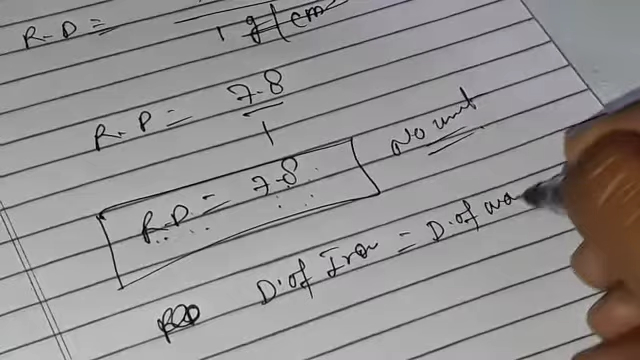 R.D =
1 g/cm
R.D = 7.8
1
R.D = 7.8
No unit
D. of Iron = D. of wa